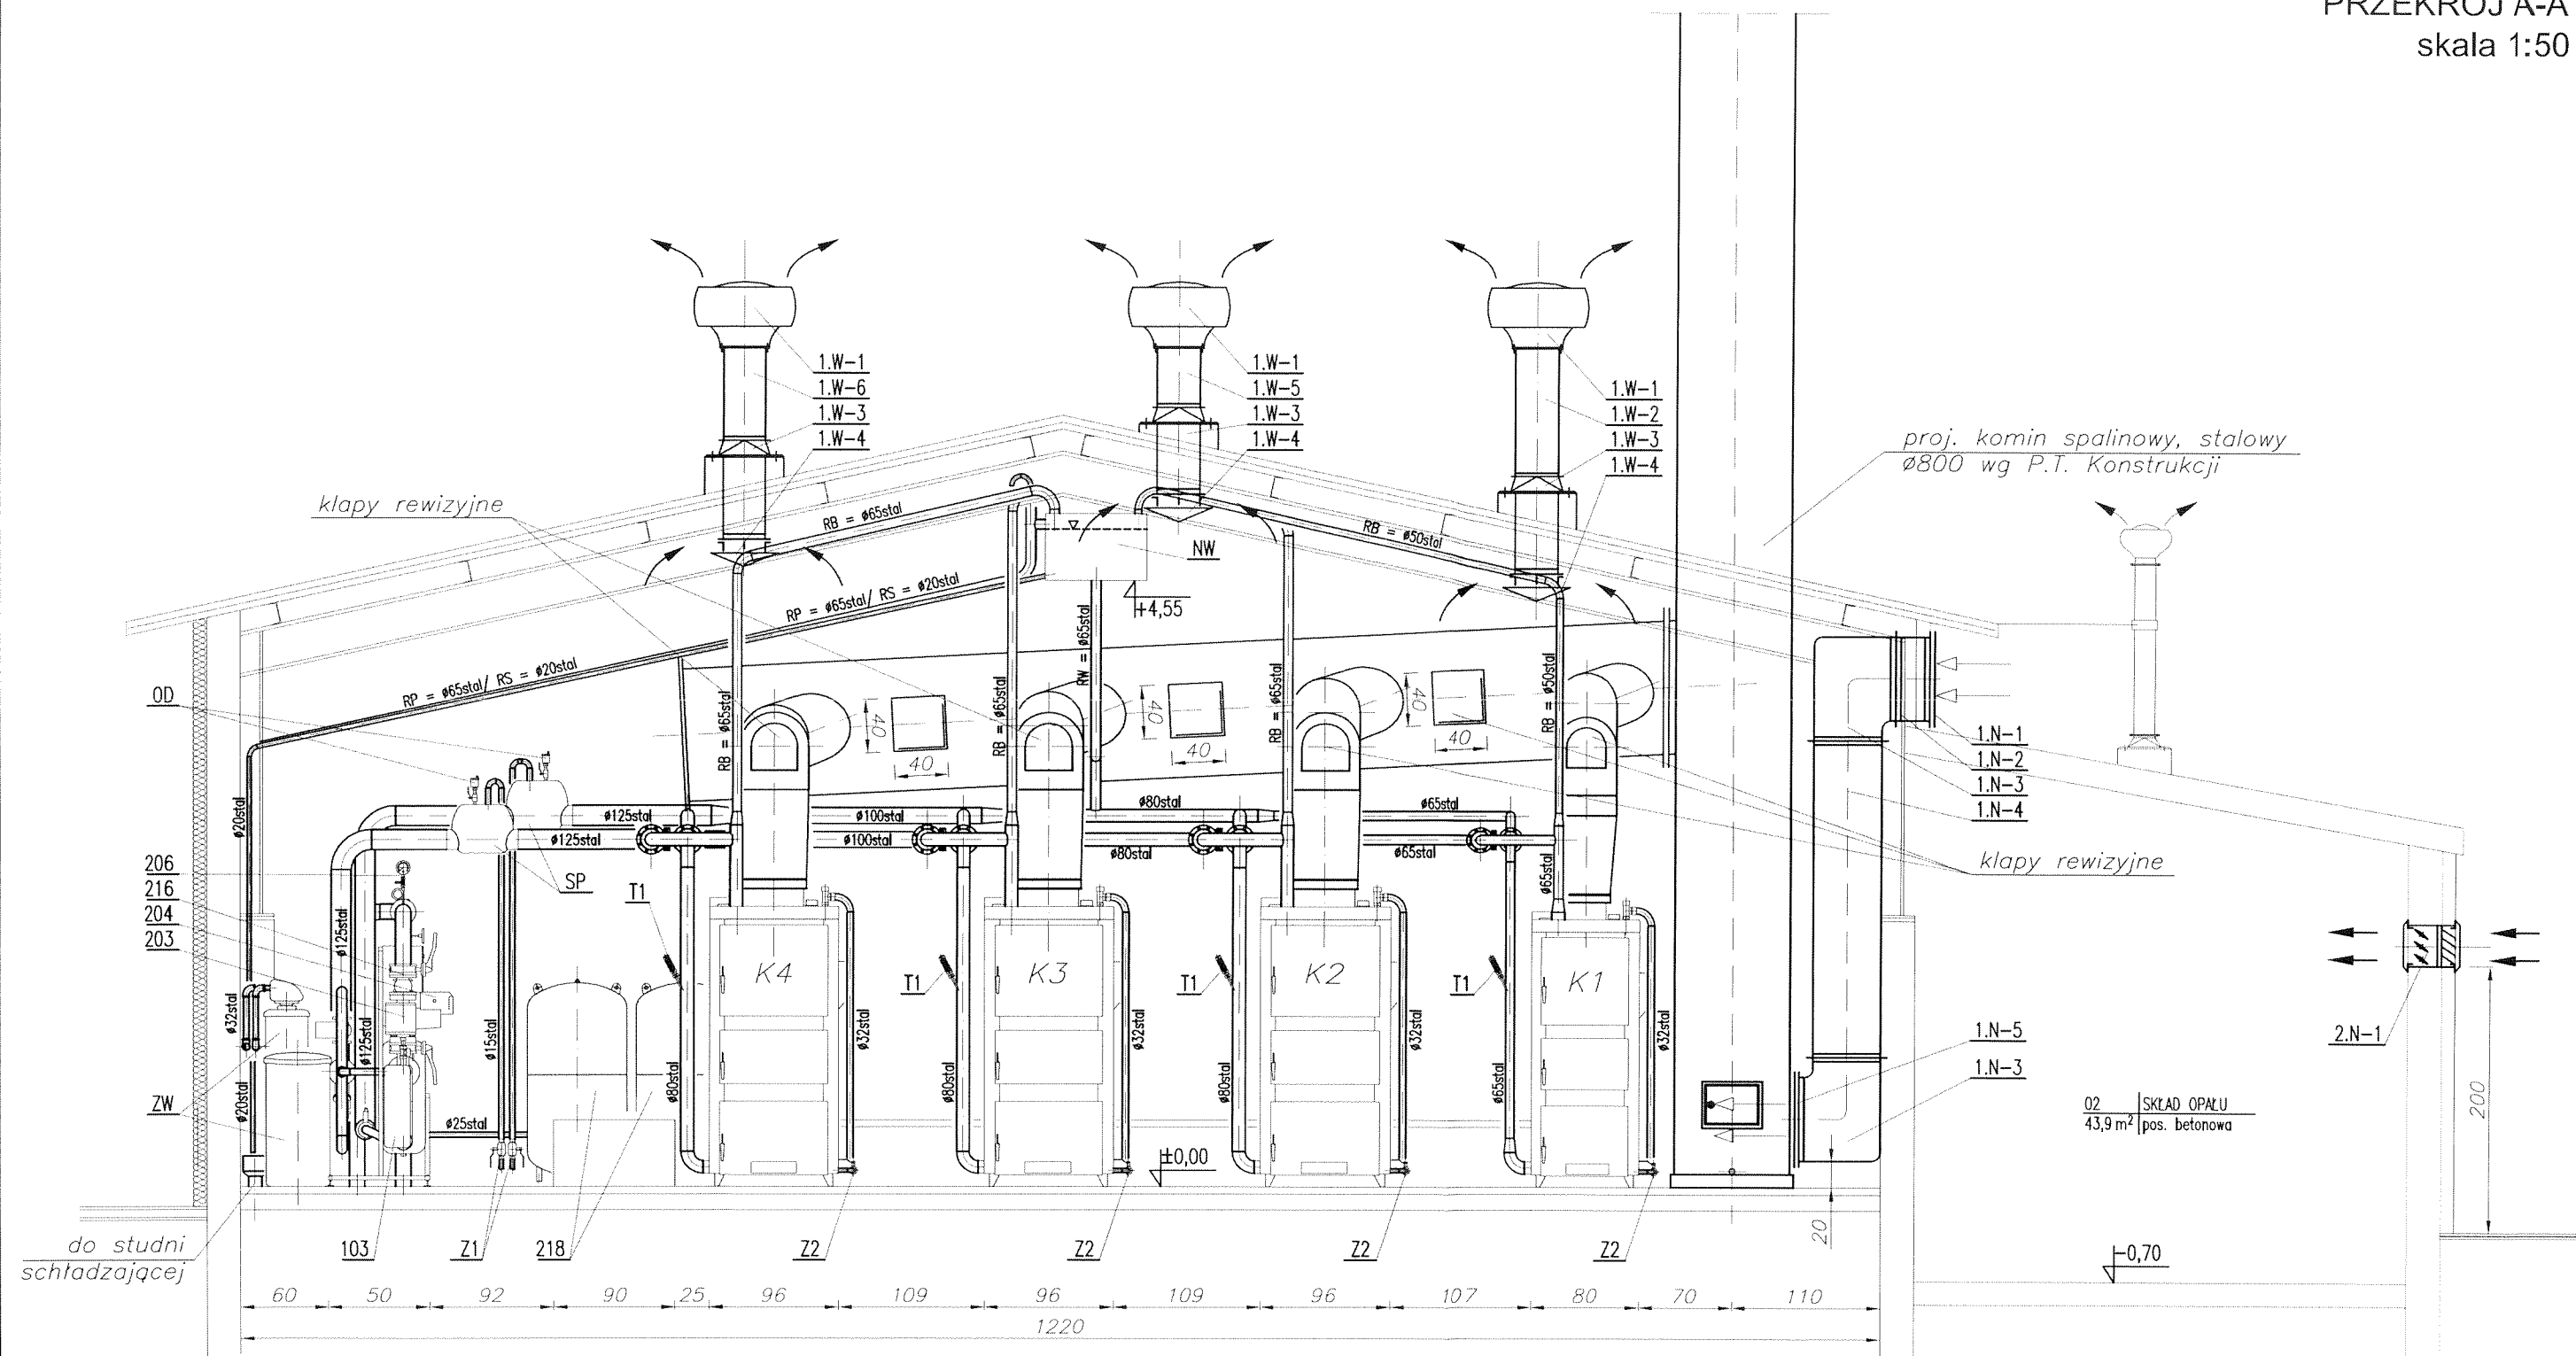 PRZEKRÓJ A-A
skala 1:50
1.W-1
1.W-6
1.W-3
1.W-4
1.W-1
1.W-5
1.W-3
1.W-4
1.W-1
1.W-2
1.W-3
1.W-4
proj. komin spalinowy, stalowy
ø800 wg P.T. Konstrukcji
klapy rewizyjne
RB = ø65stal
RB = ø50stal
NW
+4,55
RP = ø65stal/ RS = ø20stal
RP = ø65stal/ RS = ø20stal
RW = ø65stal
RB = ø65stal
RB = ø65stal
RB = ø65stal
RB = ø50stal
40
40
40
40
40
40
OD
1.N-1
1.N-2
1.N-3
1.N-4
klapy rewizyjne
ø20stal
ø125stal
ø100stal
ø80stal
ø65stal
ø125stal
ø100stal
ø80stal
ø65stal
ø65stal
206
216
204
203
SP
T1
T1
T1
T1
K4
K3
K2
K1
ø125stal
ø125stal
ø32stal
ø15stal
ø80stal
ø32stal
ø80stal
ø32stal
ø80stal
ø32stal
ø65stal
ø32stal
ø20stal
ø25stal
ZW
1.N-5
1.N-3
2.N-1
02 SKŁAD OPAŁU
43,9 m² pos. betonowa
200
±0,00
20
-0,70
do studni
schładzającej
103
Z1
218
Z2
Z2
Z2
Z2
60 50 92 90 25 96 109 96 109 96 107 80 70 110
1220